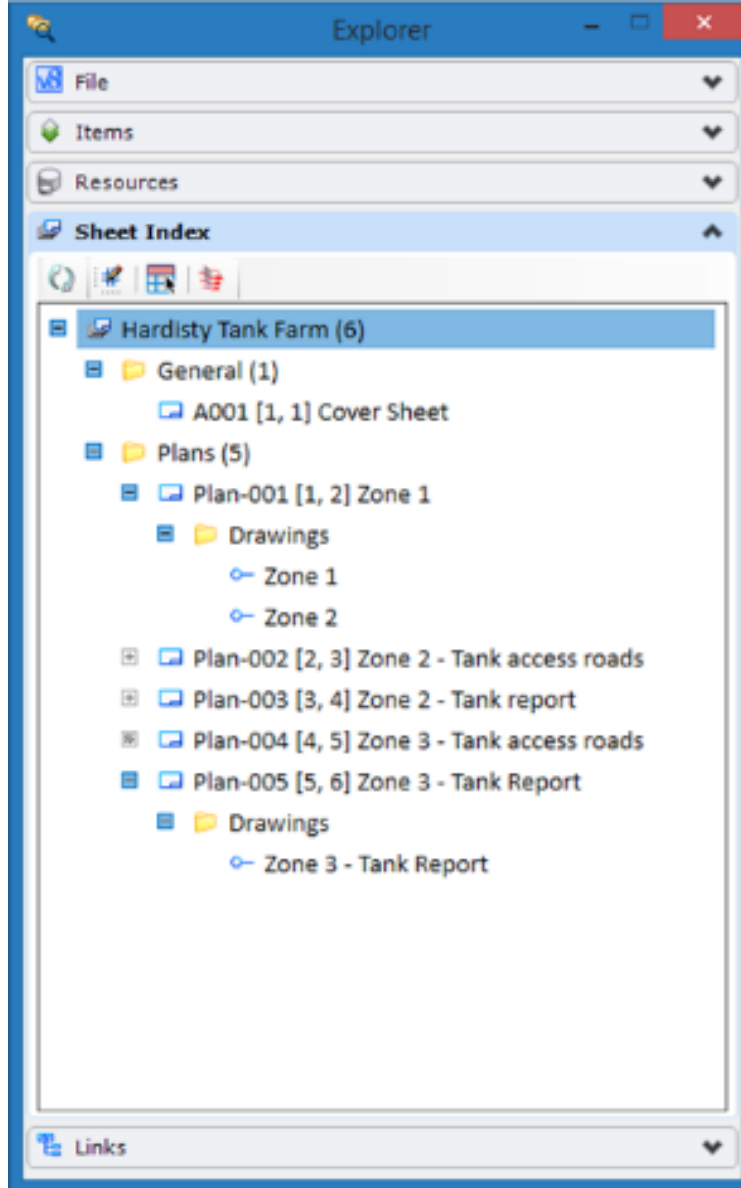 Explorer
File
Items
Resources
Sheet Index
Hardisty Tank Farm (6)
General (1)
A001 [1, 1] Cover Sheet
Plans (5)
Plan-001 [1, 2] Zone 1
Drawings
Zone 1
Zone 2
Plan-002 [2, 3] Zone 2 - Tank access roads
Plan-003 [3, 4] Zone 2 - Tank report
Plan-004 [4, 5] Zone 3 - Tank access roads
Plan-005 [5, 6] Zone 3 - Tank Report
Drawings
Zone 3 - Tank Report
Links